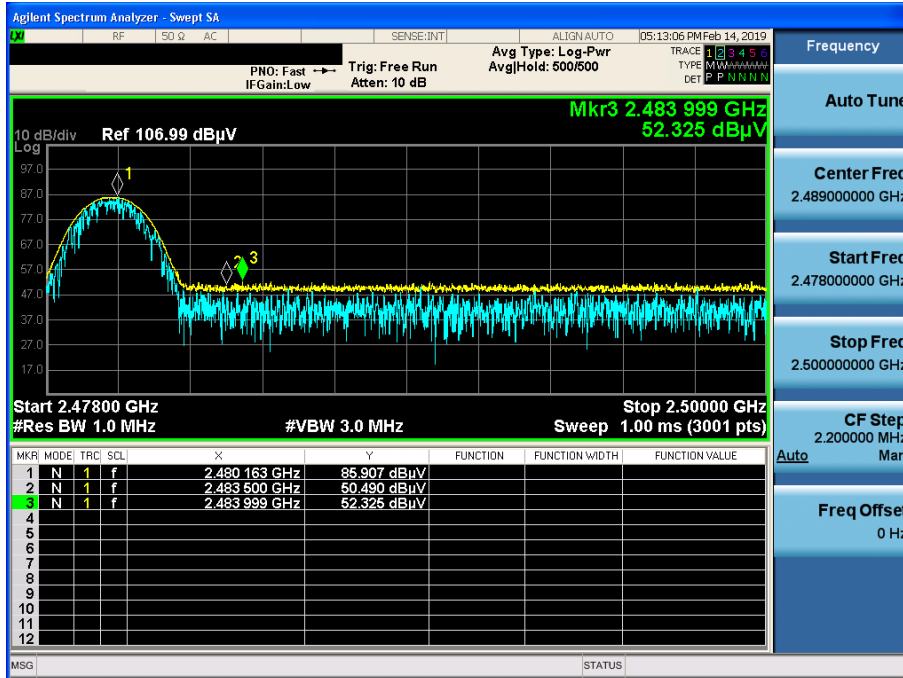 Agilent Spectrum Analyzer - Swept SA
LXI RF 50 Ω AC SENSE:INT ALIGN AUTO 05:13:06 PM Feb 14, 2019
PNO: Fast
IFGain:Low
Trig: Free Run
Atten: 10 dB
Avg Type: Log-Pwr
Avg|Hold: 500/500
TRACE 1 2 3 4 5 6
TYPE M
DET P P N N N N
Mkr3 2.483 999 GHz
52.325 dBµV
10 dB/div Ref 106.99 dBµV
Log
97.0
87.0
77.0
67.0
57.0
47.0
37.0
27.0
17.0
1
2 3
Start 2.47800 GHz Stop 2.50000 GHz
#Res BW 1.0 MHz #VBW 3.0 MHz Sweep 1.00 ms (3001 pts)
MKR MODE TRC SCL X Y FUNCTION FUNCTION WIDTH FUNCTION VALUE
1 N 1 f 2.480 163 GHz 85.907 dBµV
2 N 1 f 2.483 500 GHz 50.490 dBµV
3 N 1 f 2.483 999 GHz 52.325 dBµV
4
5
6
7
8
9
10
11
12
MSG STATUS
Frequency
Auto Tune
Center Freq
2.489000000 GHz
Start Freq
2.478000000 GHz
Stop Freq
2.500000000 GHz
CF Step
2.200000 MHz
Auto Man
Freq Offset
0 Hz